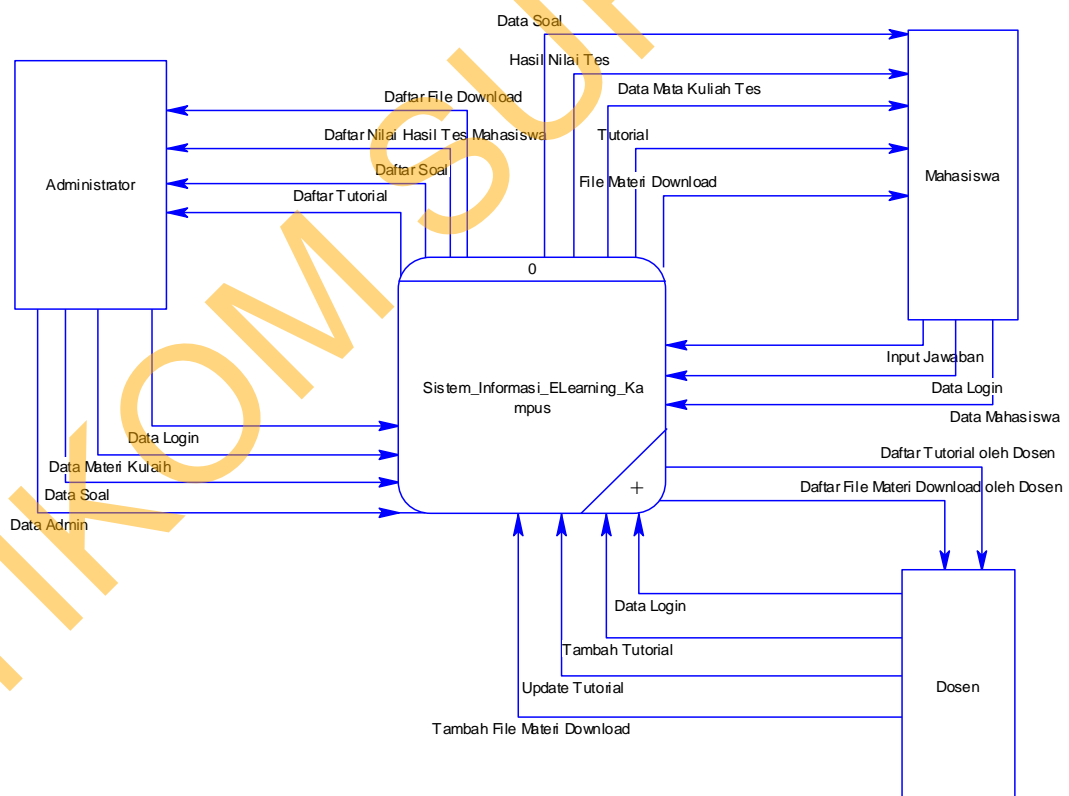 Data Soal
Hasil Nilai Tes
Daftar File Download
Data Mata Kuliah Tes
Daftar Nilai Hasil Tes Mahasiswa
Tutorial
Daftar Soal
File Materi Download
Daftar Tutorial
Administrator
Mahasiswa
0
Sistem_Informasi_ELearning_Ka
mpus
+
Input Jawaban
Data Login
Data Mahasiswa
Data Login
Data Materi Kulaih
Data Soal
Data Admin
Daftar Tutorial oleh Dosen
Daftar File Materi Download oleh Dosen
Data Login
Tambah Tutorial
Update Tutorial
Tambah File Materi Download
Dosen
IKOM SUR